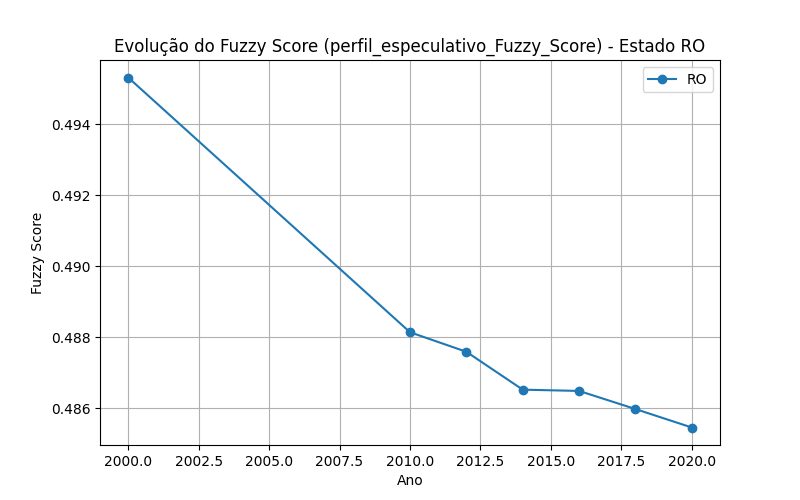 Evolução do Fuzzy Score (perfil_especulativo_Fuzzy_Score) - Estado RO
RO
0.494
0.492
0.490
0.488
0.486
Fuzzy Score
2000.0 2002.5 2005.0 2007.5 2010.0 2012.5 2015.0 2017.5 2020.0
Ano